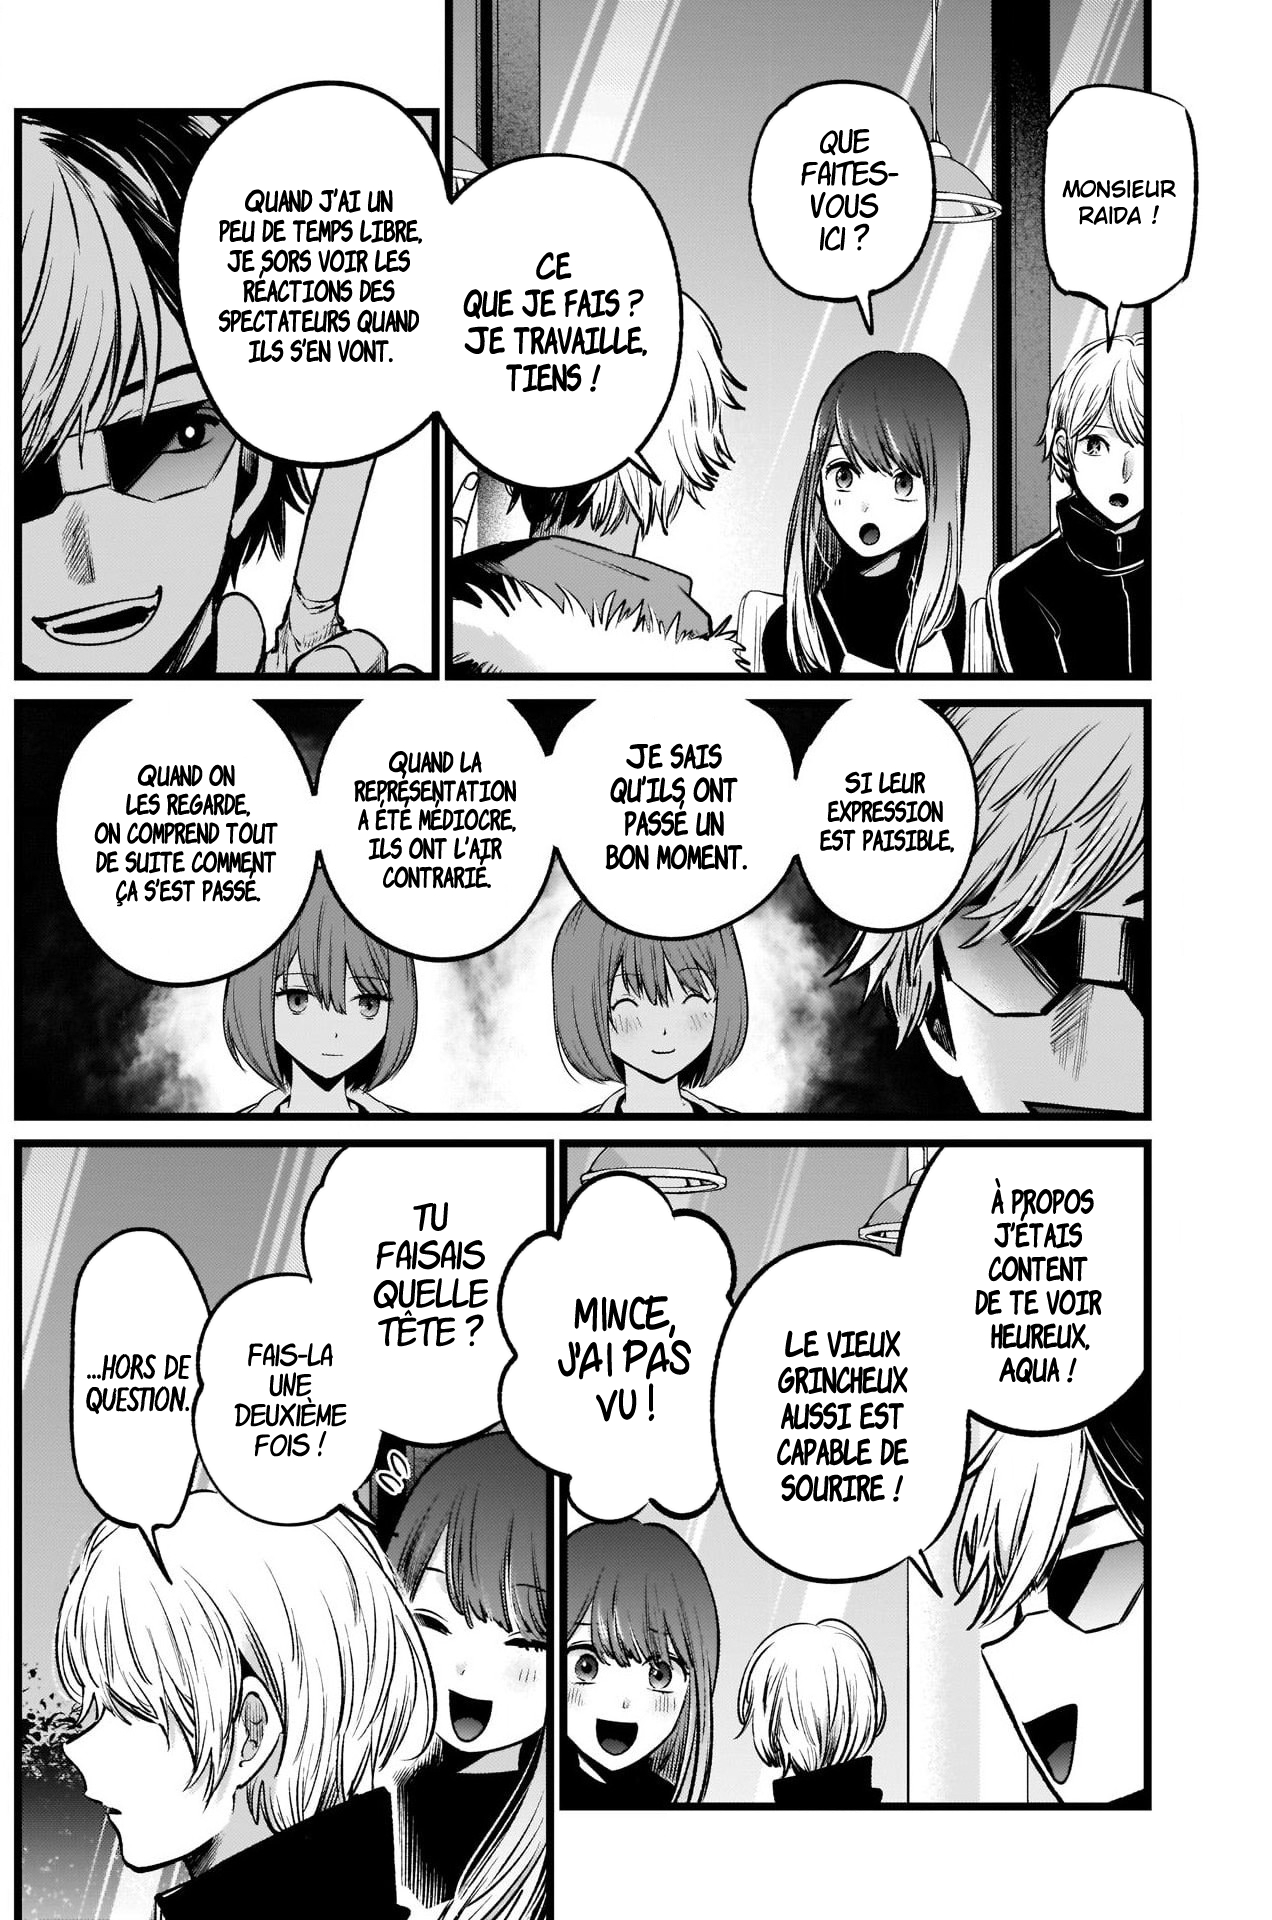 MONSIEUR
RAIDA !
QUE
FAITES-
VOUS
ICI ?
CE
QUE JE FAIS ?
JE TRAVAILLE,
TIENS !
QUAND J'AI UN
PEU DE TEMPS LIBRE,
JE SORS VOIR LES
RÉACTIONS DES
SPECTATEURS QUAND
ILS S'EN VONT.
SI LEUR
EXPRESSION
EST PAISIBLE,
JE SAIS
QU'ILS ONT
PASSÉ UN
BON MOMENT.
QUAND LA
REPRÉSENTATION
A ÉTÉ MÉDIOCRE,
ILS ONT L'AIR
CONTRARIÉ.
QUAND ON
LES REGARDE,
ON COMPREND TOUT
DE SUITE COMMENT
ÇA S'EST PASSÉ.
À PROPOS
J'ÉTAIS
CONTENT
DE TE VOIR
HEUREUX,
AQUA !
LE VIEUX
GRINCHEUX
AUSSI EST
CAPABLE DE
SOURIRE !
MINCE,
J'AI PAS
VU !
TU
FAISAIS
QUELLE
TÊTE ?
FAIS-LA
UNE
DEUXIÈME
FOIS !
...HORS DE
QUESTION.